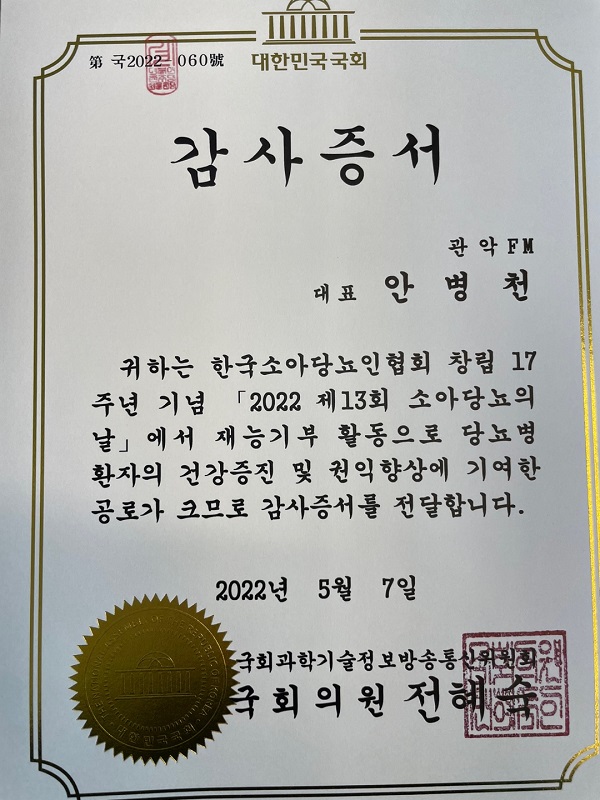 第 국2022-060號
대한민국국회
감사증서
관악FM
대표 안병천
귀하는 한국소아당뇨인협회 창립 17
주년 기념 「2022 제13회 소아당뇨의
날」에서 재능기부 활동으로 당뇨병
환자의 건강증진 및 권익향상에 기여한
공로가 크므로 감사증서를 전달합니다.
2022년 5월 7일
국회과학기술정보방송통신위원회
국회의원 전혜숙
대한민국국회